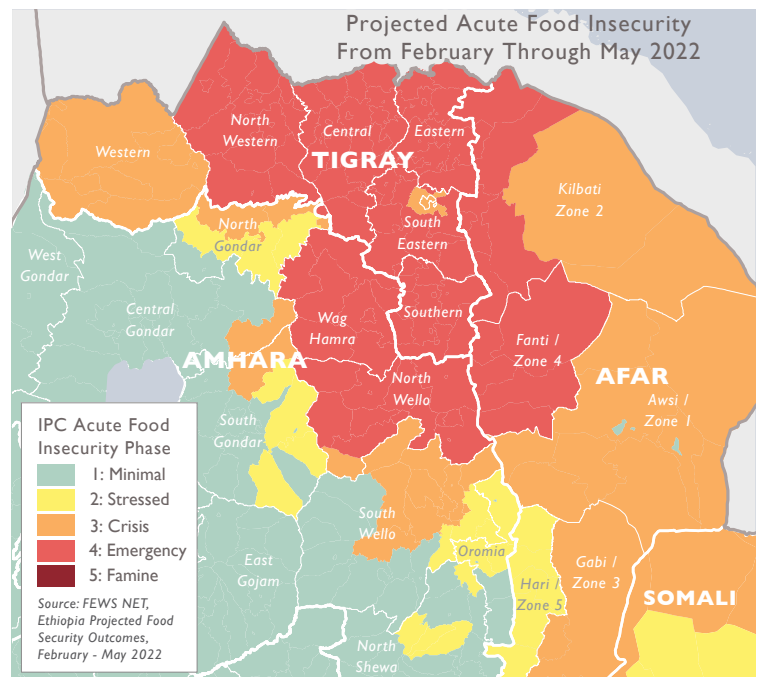 Projected Acute Food Insecurity
From February Through May 2022
North
Western
Central
Eastern
Western
TIGRAY
Kilbati
Zone 2
North
Gondar
South
Eastern
West
Gondar
Central
Gondar
Wag
Hamra
Southern
Fanti /
Zone 4
AMHARA
North
Wello
AFAR
Awsi /
Zone 1
South
Gondar
IPC Acute Food
Insecurity Phase
1: Minimal
2: Stressed
3: Crisis
4: Emergency
5: Famine
Source: FEWS NET,
Ethiopia Projected Food
Security Outcomes,
February - May 2022
South
Wello
East
Gojam
Oromia
Hari /
Zone 5
Gabi /
Zone 3
SOMALI
North
Shewa